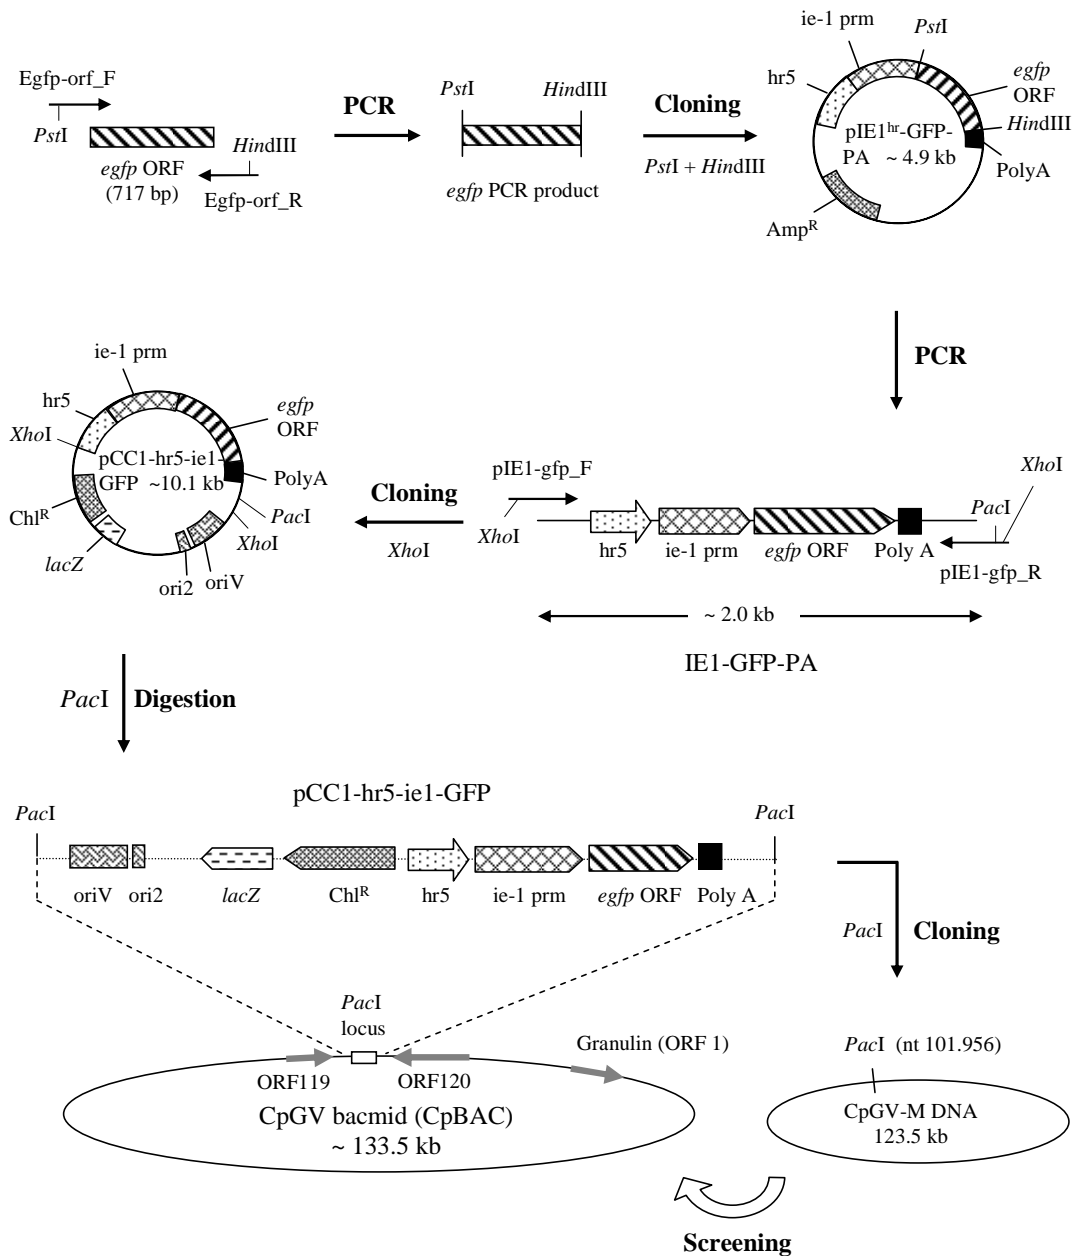 Egfp-orf_F
PstI
HindIII
egfp ORF
(717 bp)
Egfp-orf_R
PCR
PstI
HindIII
egfp PCR product
Cloning
PstI + HindIII
ie-1 prm
PstI
hr5
egfp
ORF
HindIII
pIE1hr-GFP-
PA ~ 4.9 kb
PolyA
AmpR
PCR
ie-1 prm
hr5
egfp
ORF
XhoI
pCC1-hr5-ie1-
GFP ~10.1 kb
PolyA
ChlR
PacI
XhoI
lacZ
ori2
oriV
Cloning
XhoI
pIE1-gfp_F
XhoI
XhoI
PacI
hr5
ie-1 prm
egfp ORF
Poly A
pIE1-gfp_R
~ 2.0 kb
IE1-GFP-PA
PacI
Digestion
pCC1-hr5-ie1-GFP
PacI
PacI
oriV
ori2
lacZ
ChlR
hr5
ie-1 prm
egfp ORF
Poly A
PacI
Cloning
PacI
locus
ORF119
ORF120
Granulin (ORF 1)
CpGV bacmid (CpBAC)
~ 133.5 kb
PacI (nt 101.956)
CpGV-M DNA
123.5 kb
Screening